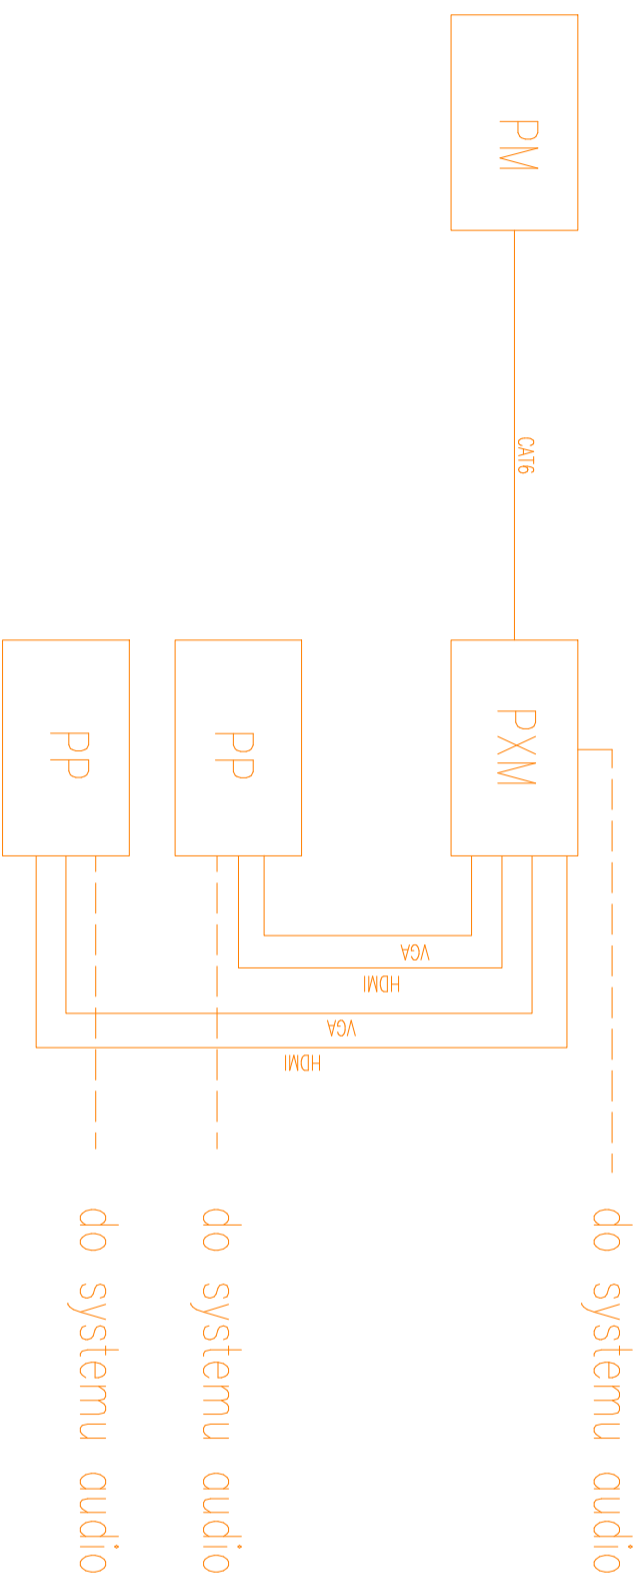 PM
CAT6
PXM
PP
PP
VGA
HDMI
VGA
HDMI
do systemu audio
do systemu audio
do systemu audio